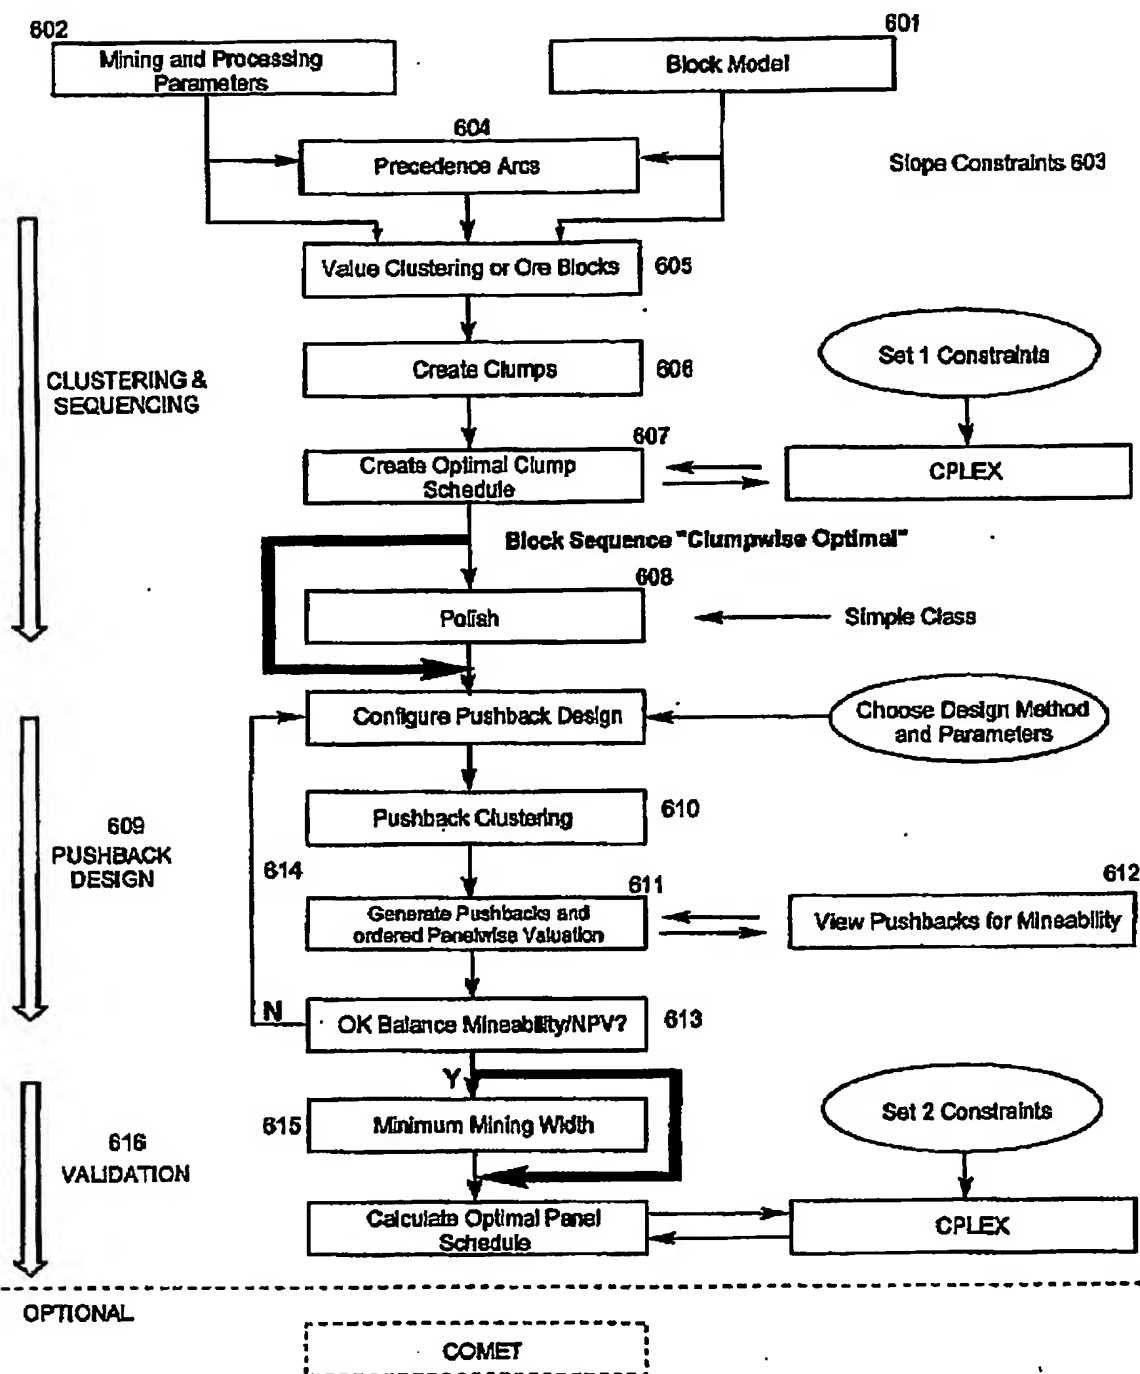 602
601
Mining and Processing
Parameters
Block Model
604
Precedence Arcs
Slope Constraints 603
Value Clustering or Ore Blocks
605
Set 1 Constraints
Create Clumps
606
CLUSTERING &
SEQUENCING
607
Create Optimal Clump
Schedule
CPLEX
Block Sequence "Clumpwise Optimal"
608
Polish
Simple Class
Configure Pushback Design
Choose Design Method
and Parameters
Pushback Clustering
610
609
PUSHBACK
DESIGN
614
611
612
Generate Pushbacks and
ordered Panelwise Valuation
View Pushbacks for Mineability
N
OK Balance Mineability/NPV?
613
Y
615
Minimum Mining Width
Set 2 Constraints
616
VALIDATION
Calculate Optimal Panel
Schedule
CPLEX
OPTIONAL
COMET